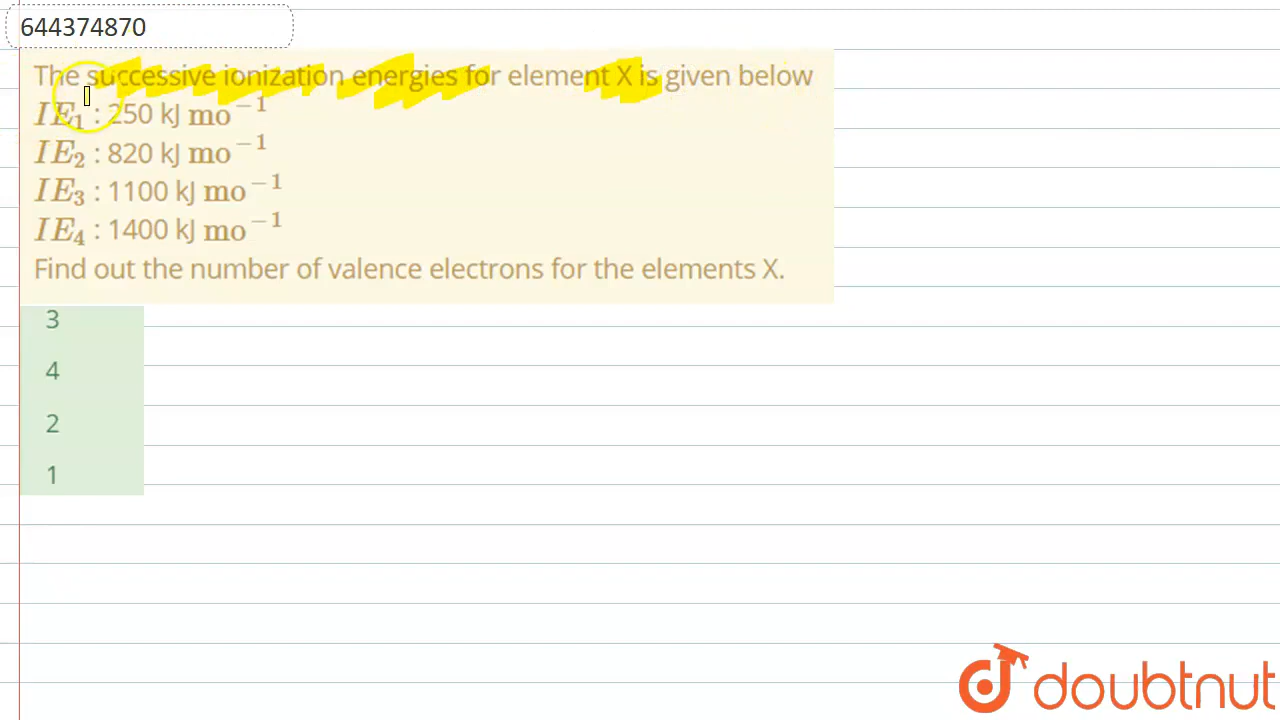 644374870
The successive ionization energies for element X is given below
IE₁ : 250 kJ mo⁻¹
IE₂ : 820 kJ mo⁻¹
IE₃ : 1100 kJ mo⁻¹
IE₄ : 1400 kJ mo⁻¹
Find out the number of valence electrons for the elements X.
3
4
2
1
doubtnut